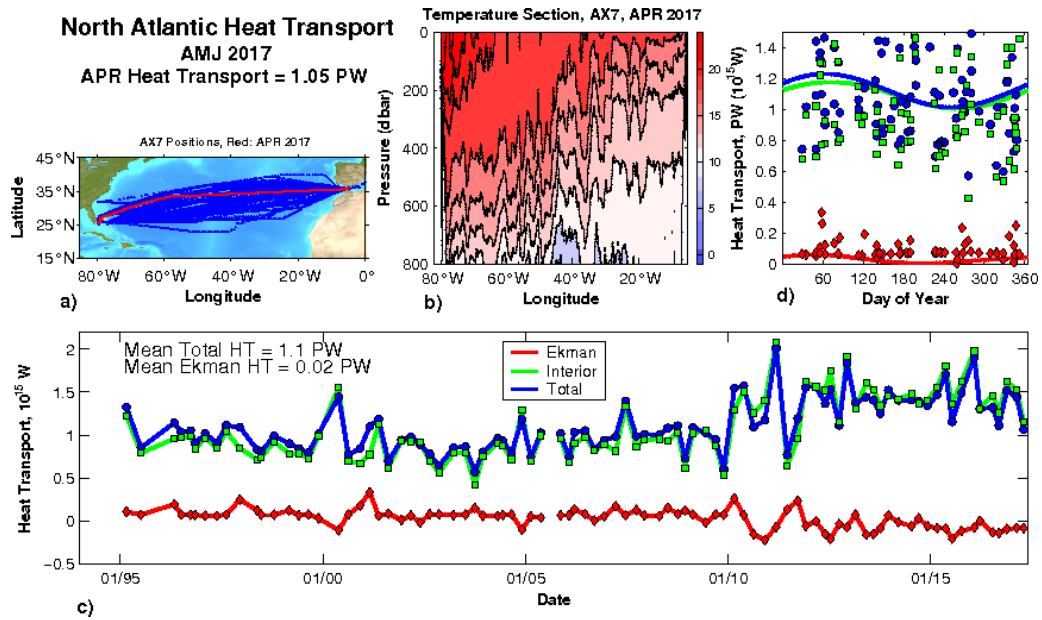 North Atlantic Heat Transport
AMJ 2017
APR Heat Transport = 1.05 PW
AX7 Positions, Red: APR 2017
45°N
35°N
25°N
15°N
Latitude
80°W 60°W 40°W 20°W 0°
Longitude
a)
Temperature Section, AX7, APR 2017
0
200
400
600
800
Pressure (dbar)
80°W 60°W 40°W 20°W
Longitude
b)
20
15
10
5
0
1.4
1.2
1
0.8
0.6
0.4
0.2
0
Heat Transport, PW (10¹⁵W)
60 120 180 240 300 360
Day of Year
d)
Mean Total HT = 1.1 PW
Mean Ekman HT = 0.02 PW
Ekman
Interior
Total
2
1.5
1
0.5
0
−0.5
Heat Transport, 10¹⁵ W
01/95 01/00 01/05 01/10 01/15
Date
c)